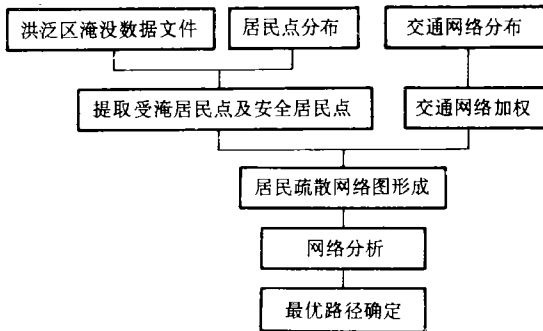 洪泛区淹没数据文件
居民点分布
交通网络分布
提取受淹居民点及安全居民点
交通网络加权
居民疏散网络图形成
网络分析
最优路径确定